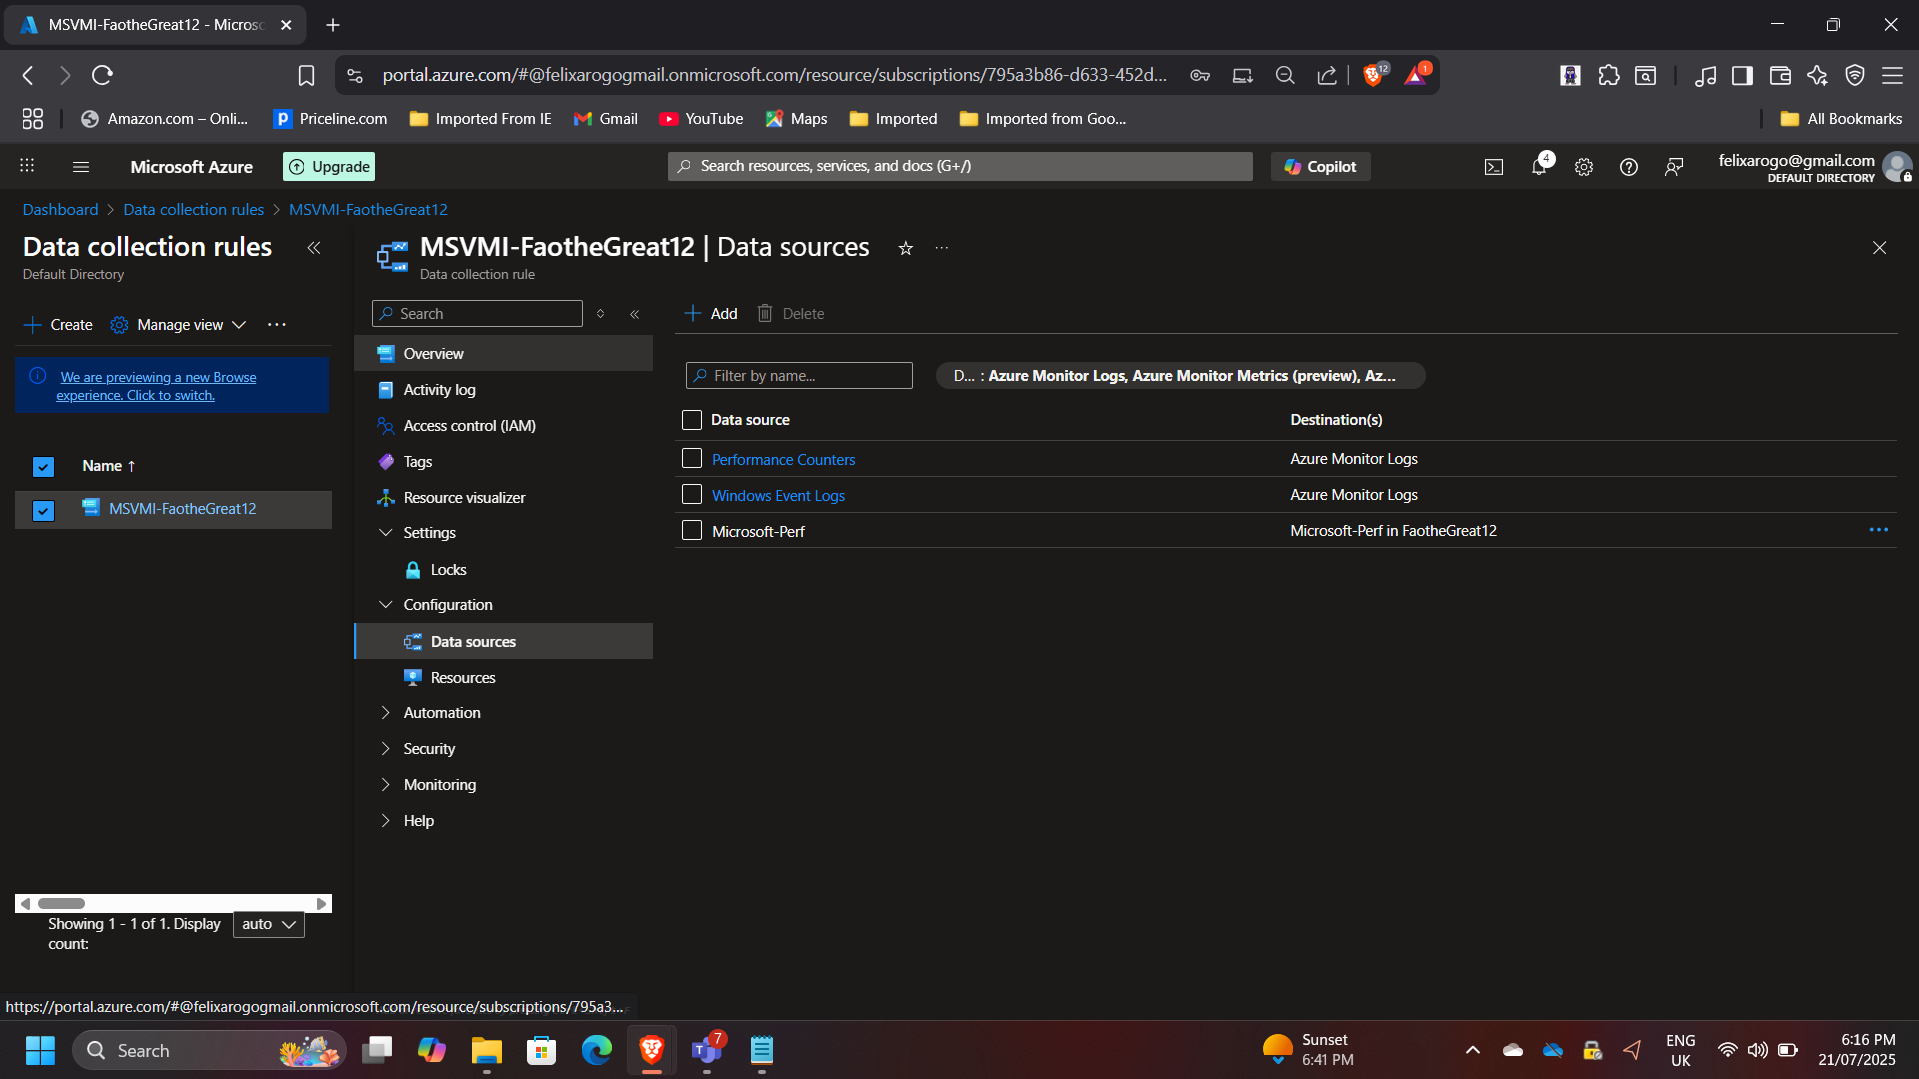 MSVMI-FaotheGreat12 - Micros
portal.azure.com/#@felixarogogmail.onmicrosoft.com/resource/subscriptions/795a3b86-d633-452d...
12
1
Amazon.com – Onli...
Priceline.com
Imported From IE
Gmail
YouTube
Maps
Imported
Imported from Goo...
All Bookmarks
Microsoft Azure
Upgrade
Search resources, services, and docs (G+/)
Copilot
4
felixarogo@gmail.com
DEFAULT DIRECTORY
Dashboard > Data collection rules > MSVMI-FaotheGreat12
Data collection rules
Default Directory
Create
Manage view
We are previewing a new Browse
experience. Click to switch.
Name ↑
MSVMI-FaotheGreat12
Showing 1 - 1 of 1. Display
count:
auto
MSVMI-FaotheGreat12 | Data sources
Data collection rule
Search
Overview
Activity log
Access control (IAM)
Tags
Resource visualizer
Settings
Locks
Configuration
Data sources
Resources
Automation
Security
Monitoring
Help
Add
Delete
Filter by name...
D... : Azure Monitor Logs, Azure Monitor Metrics (preview), Az...
Data source
Destination(s)
Performance Counters
Azure Monitor Logs
Windows Event Logs
Azure Monitor Logs
Microsoft-Perf
Microsoft-Perf in FaotheGreat12
https://portal.azure.com/#@felixarogogmail.onmicrosoft.com/resource/subscriptions/795a3...
Search
7
Sunset
6:41 PM
ENG
UK
6:16 PM
21/07/2025